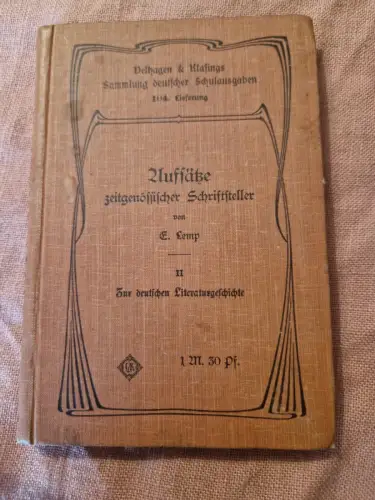 Velhagen & Klasings
Sammlung deutscher Schulausgaben
Lieferung
Aufsätze
zeitgenössischer Schriftsteller
von
E. Lemp
II
Zur deutschen Literaturgeschichte
1 M. 30 Pf.